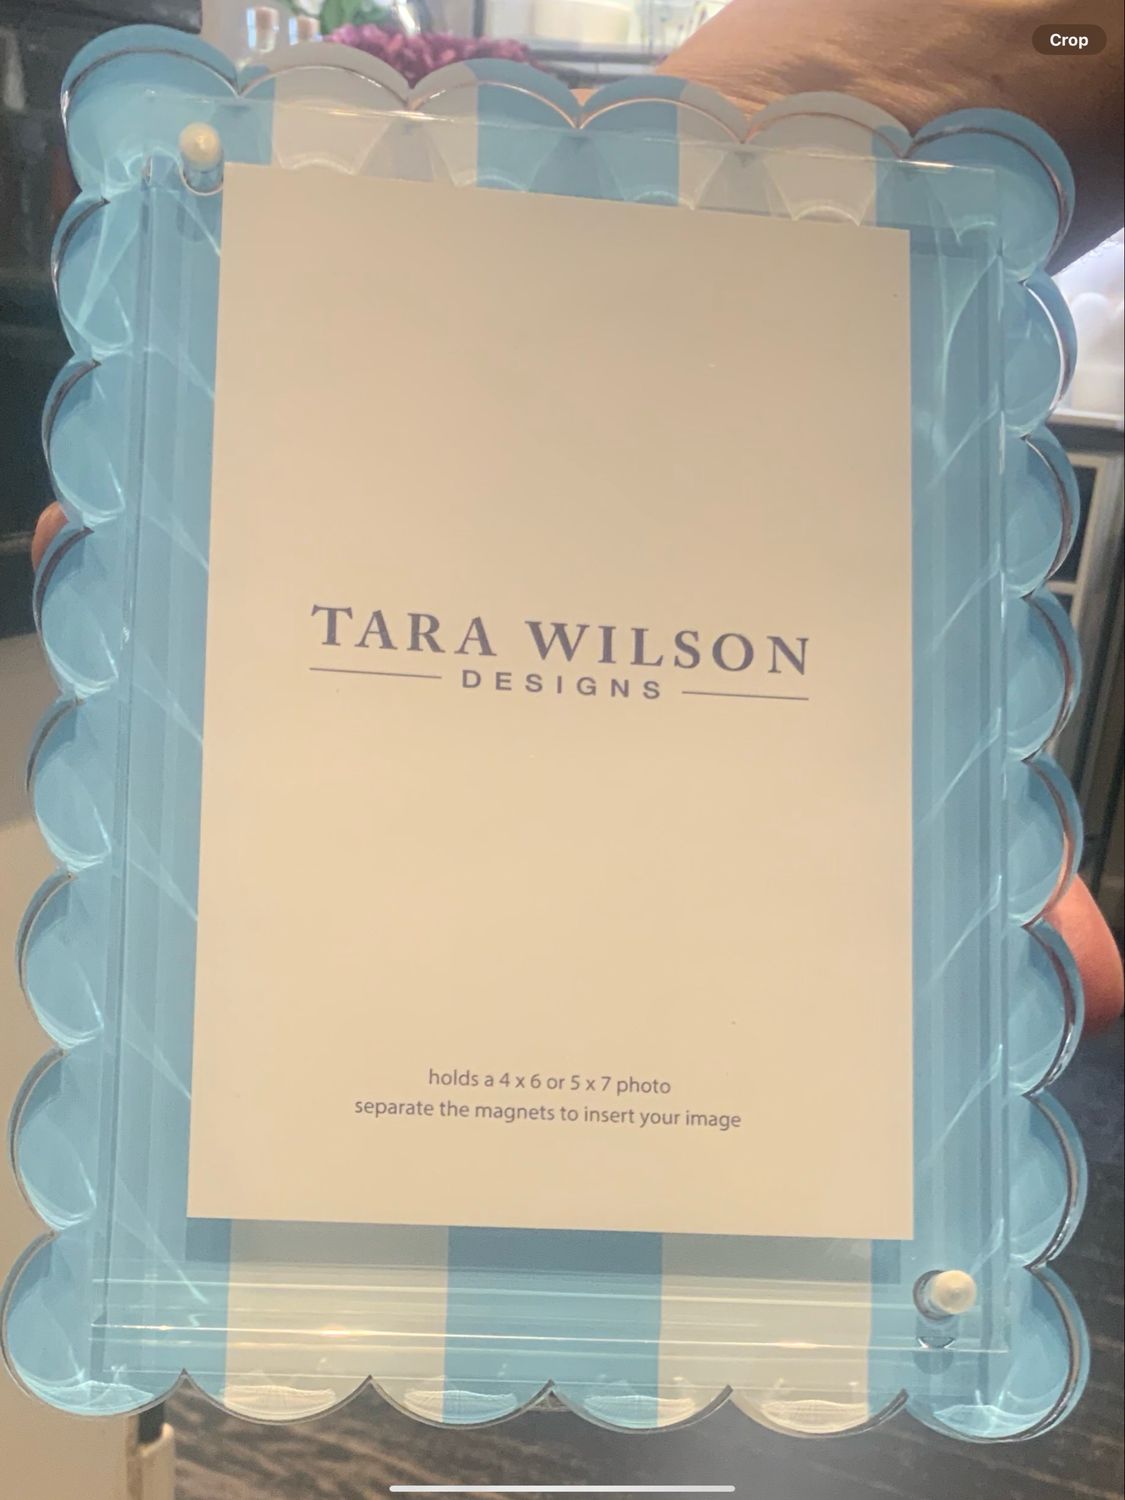 Crop
TARA WILSON
DESIGNS
holds a 4 x 6 or 5 x 7 photo
separate the magnets to insert your image